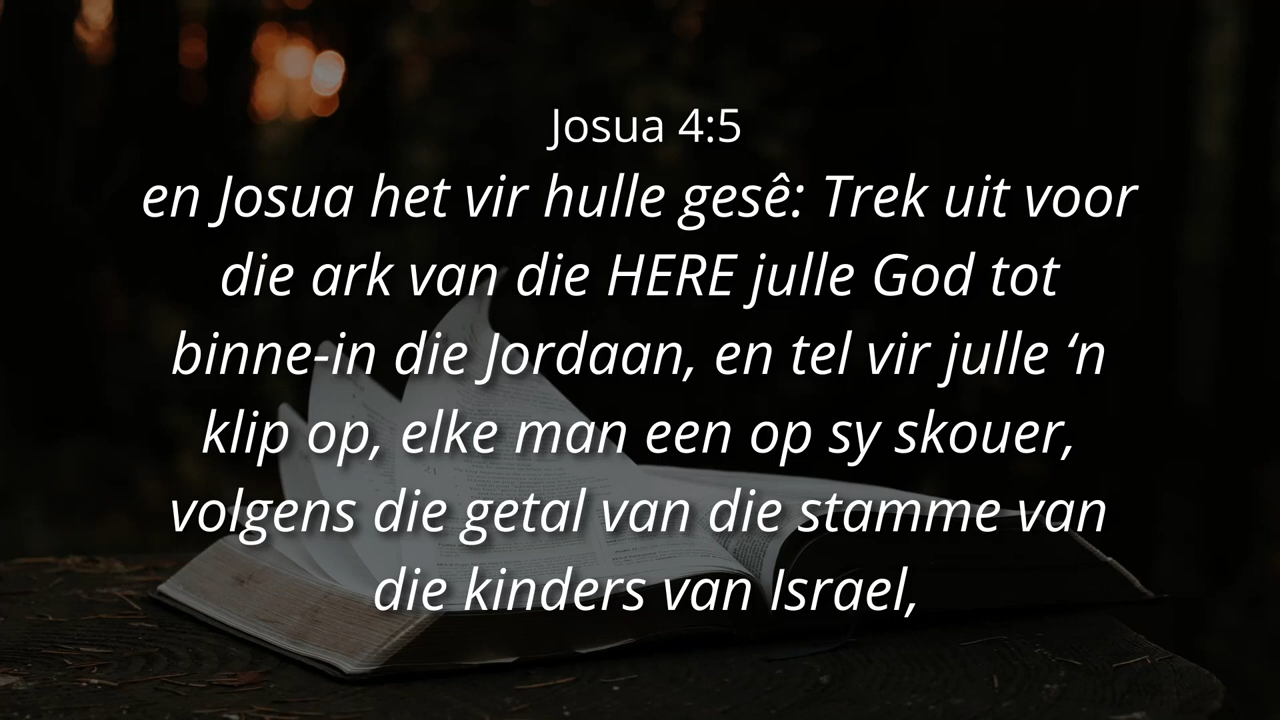 Josua 4:5
en Josua het vir hulle gesê: Trek uit voor
die ark van die HERE julle God tot
binne-in die Jordaan, en tel vir julle ‘n
klip op, elke man een op sy skouer,
volgens die getal van die stamme van
die kinders van Israel,